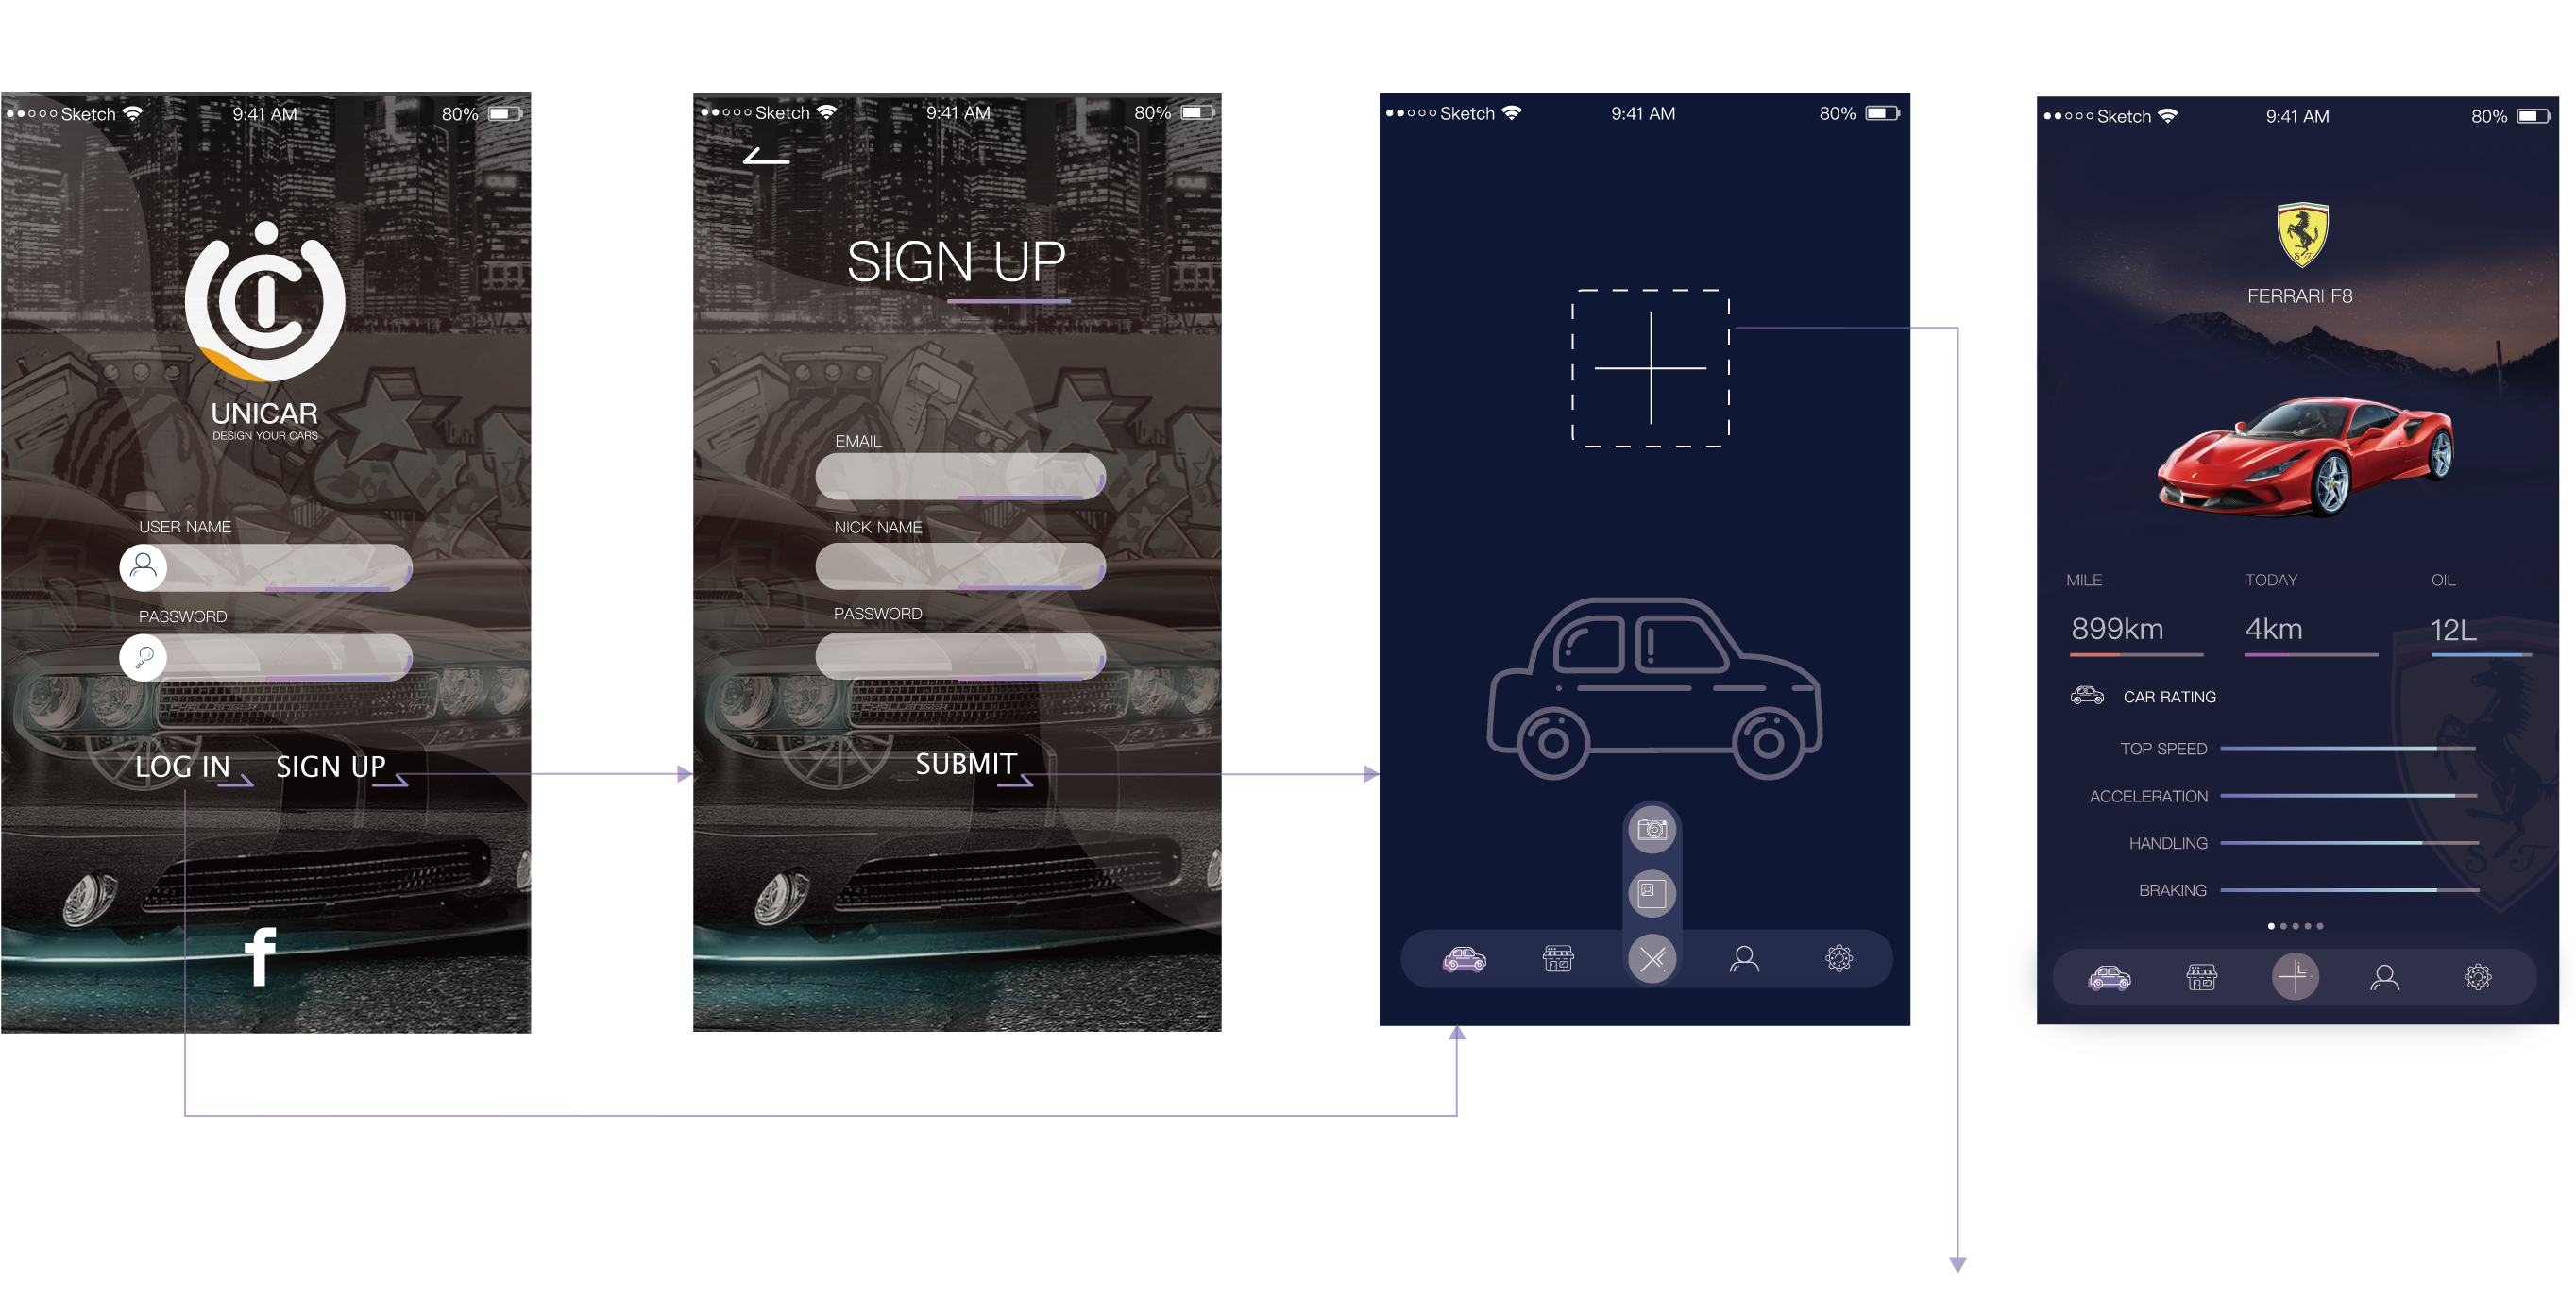 Sketch 9:41 AM 80%
UNICAR
DESIGN YOUR CARS
USER NAME
PASSWORD
LOG IN SIGN UP
f
Sketch 9:41 AM 80%
SIGN UP
EMAIL
NICK NAME
PASSWORD
SUBMIT
Sketch 9:41 AM 80%
Sketch 9:41 AM 80%
S F
FERRARI F8
MILE TODAY OIL
899km 4km 12L
CAR RATING
TOP SPEED
ACCELERATION
HANDLING
BRAKING
S F